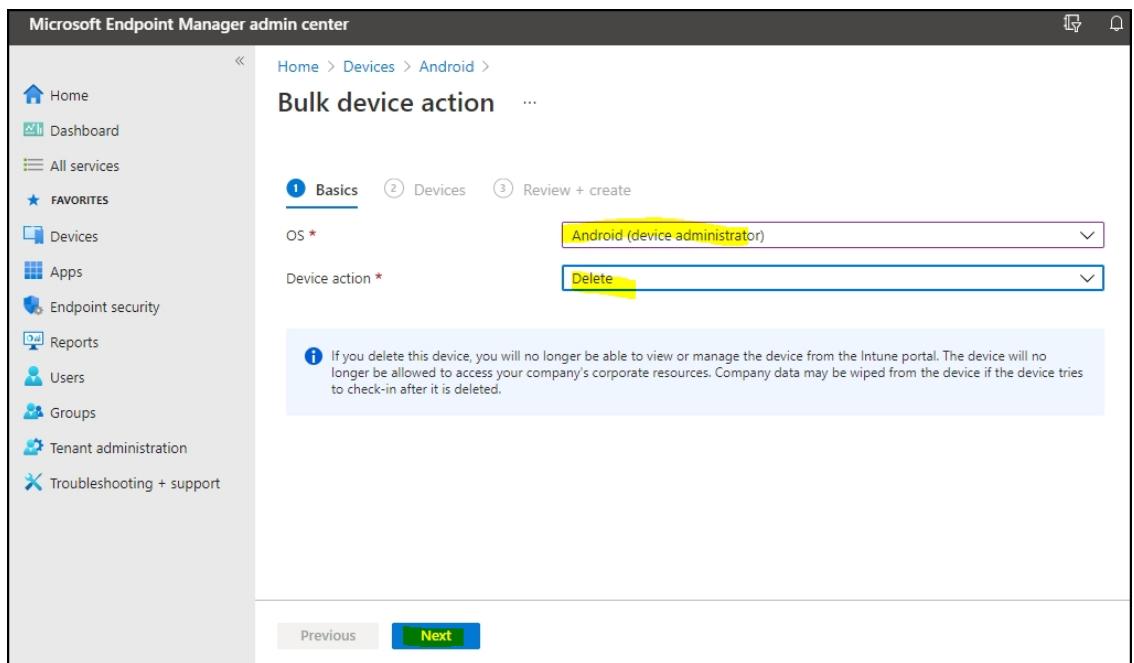 Microsoft Endpoint Manager admin center
«
Home > Devices > Android >
Bulk device action ...
Home
Dashboard
All services
FAVORITES
Devices
Apps
Endpoint security
Reports
Users
Groups
Tenant administration
Troubleshooting + support
1 Basics 2 Devices 3 Review + create
OS * Android (device administrator)
Device action * Delete
If you delete this device, you will no longer be able to view or manage the device from the Intune portal. The device will no
longer be allowed to access your company's corporate resources. Company data may be wiped from the device if the device tries
to check-in after it is deleted.
Previous Next